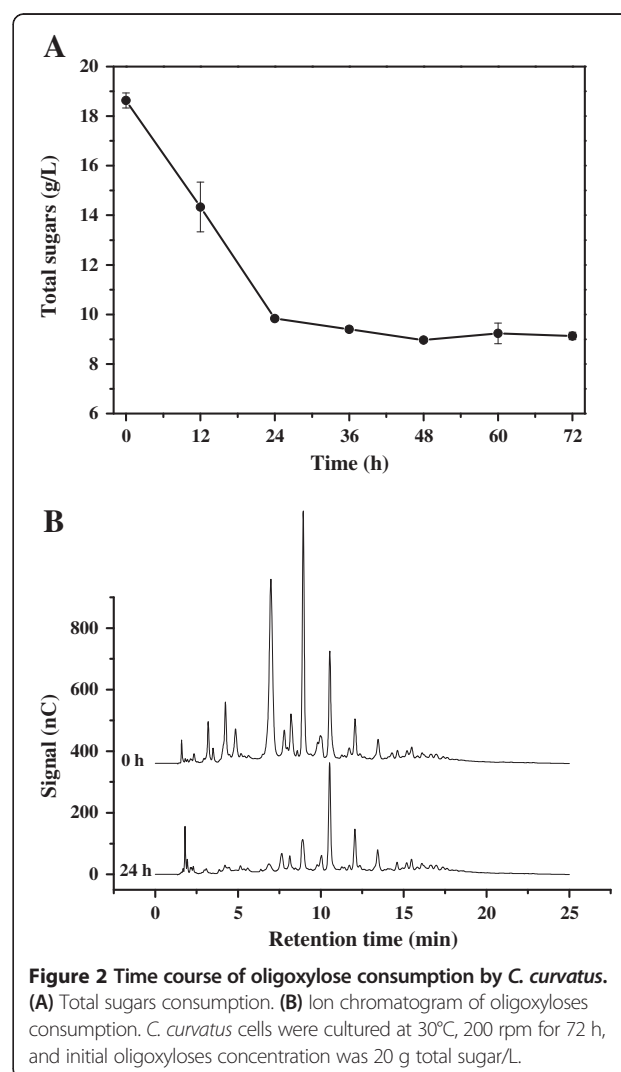 A
20
18
16
14
12
10
8
6
Total sugars (g/L)
0 12 24 36 48 60 72
Time (h)
B
800
600
400
200
0
Signal (nC)
0 h
24 h
0 5 10 15 20 25
Retention time (min)
Figure 2 Time course of oligoxylose consumption by C. curvatus.
(A) Total sugars consumption. (B) Ion chromatogram of oligoxyloses
consumption. C. curvatus cells were cultured at 30°C, 200 rpm for 72 h,
and initial oligoxyloses concentration was 20 g total sugar/L.